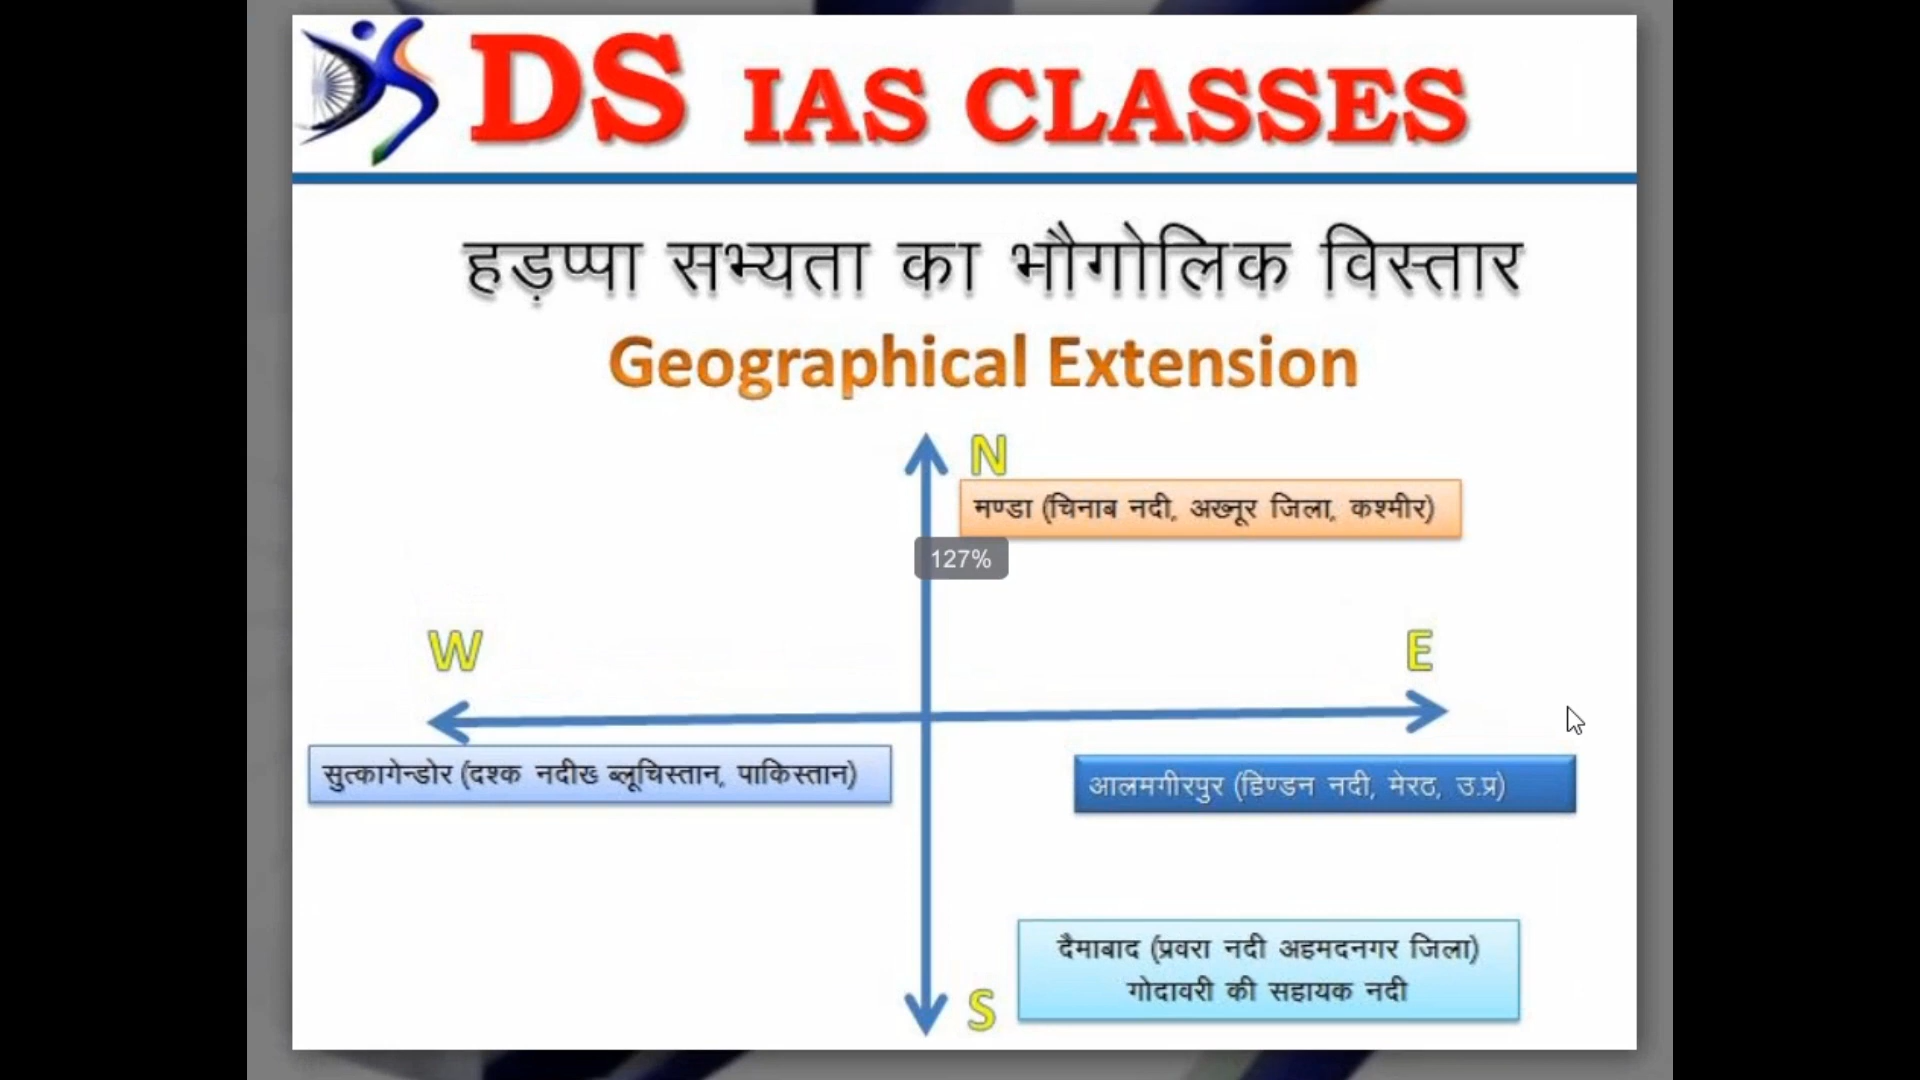 DS IAS CLASSES
हड़प्पा सभ्यता का भौगोलिक विस्तार
Geographical Extension
N
मण्डा (चिनाब नदी, अख्नूर जिला, कश्मीर)
127%
W
E
सुत्कागेन्डोर (दश्क नदीख ब्लूचिस्तान, पाकिस्तान)
आलमगीरपुर (हिण्डन नदी, मेरठ, उ.प्र)
दैमाबाद (प्रवरा नदी अहमदनगर जिला)
गोदावरी की सहायक नदी
S